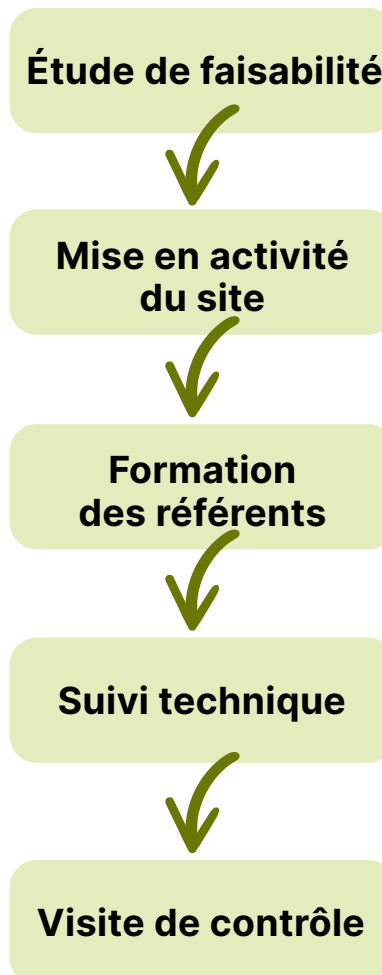 Étude de faisabilité
Mise en activité
du site
Formation
des référents
Suivi technique
Visite de contrôle